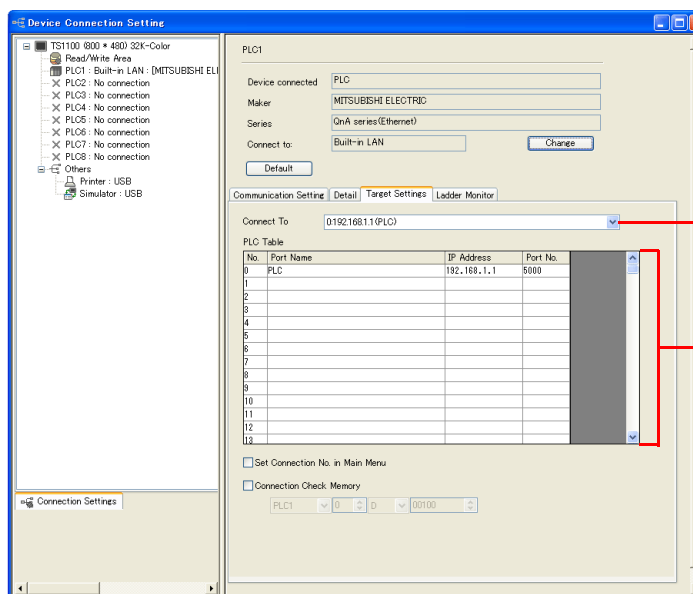 Device Connection Setting
TS1100 (800 * 480) 32K-Color
Read/Write Area
PLC1 : Built-in LAN : [MITSUBISHI EL
PLC2 : No connection
PLC3 : No connection
PLC4 : No connection
PLC5 : No connection
PLC6 : No connection
PLC7 : No connection
PLC8 : No connection
Others
Printer : USB
Simulator : USB
Connection Settings
PLC1
Device connected PLC
Maker MITSUBISHI ELECTRIC
Series QnA series(Ethernet)
Connect to: Built-in LAN Change
Default
Communication Setting Detail Target Settings Ladder Monitor
Connect To 0:192.168.1.1(PLC)
PLC Table
No. Port Name IP Address Port No.
0 PLC 192.168.1.1 5000
1
2
3
4
5
6
7
8
9
10
11
12
13
Set Connection No. in Main Menu
Connection Check Memory
PLC1 0 D 00100